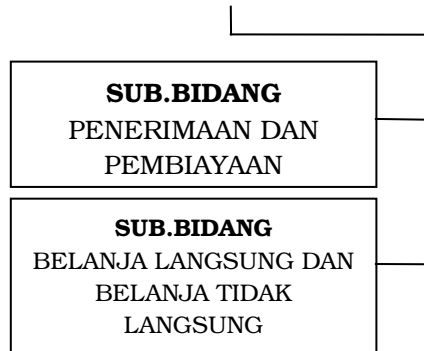 SUB.BIDANG
PENERIMAAN DAN
PEMBIAYAAN
SUB.BIDANG
BELANJA LANGSUNG DAN
BELANJA TIDAK
LANGSUNG